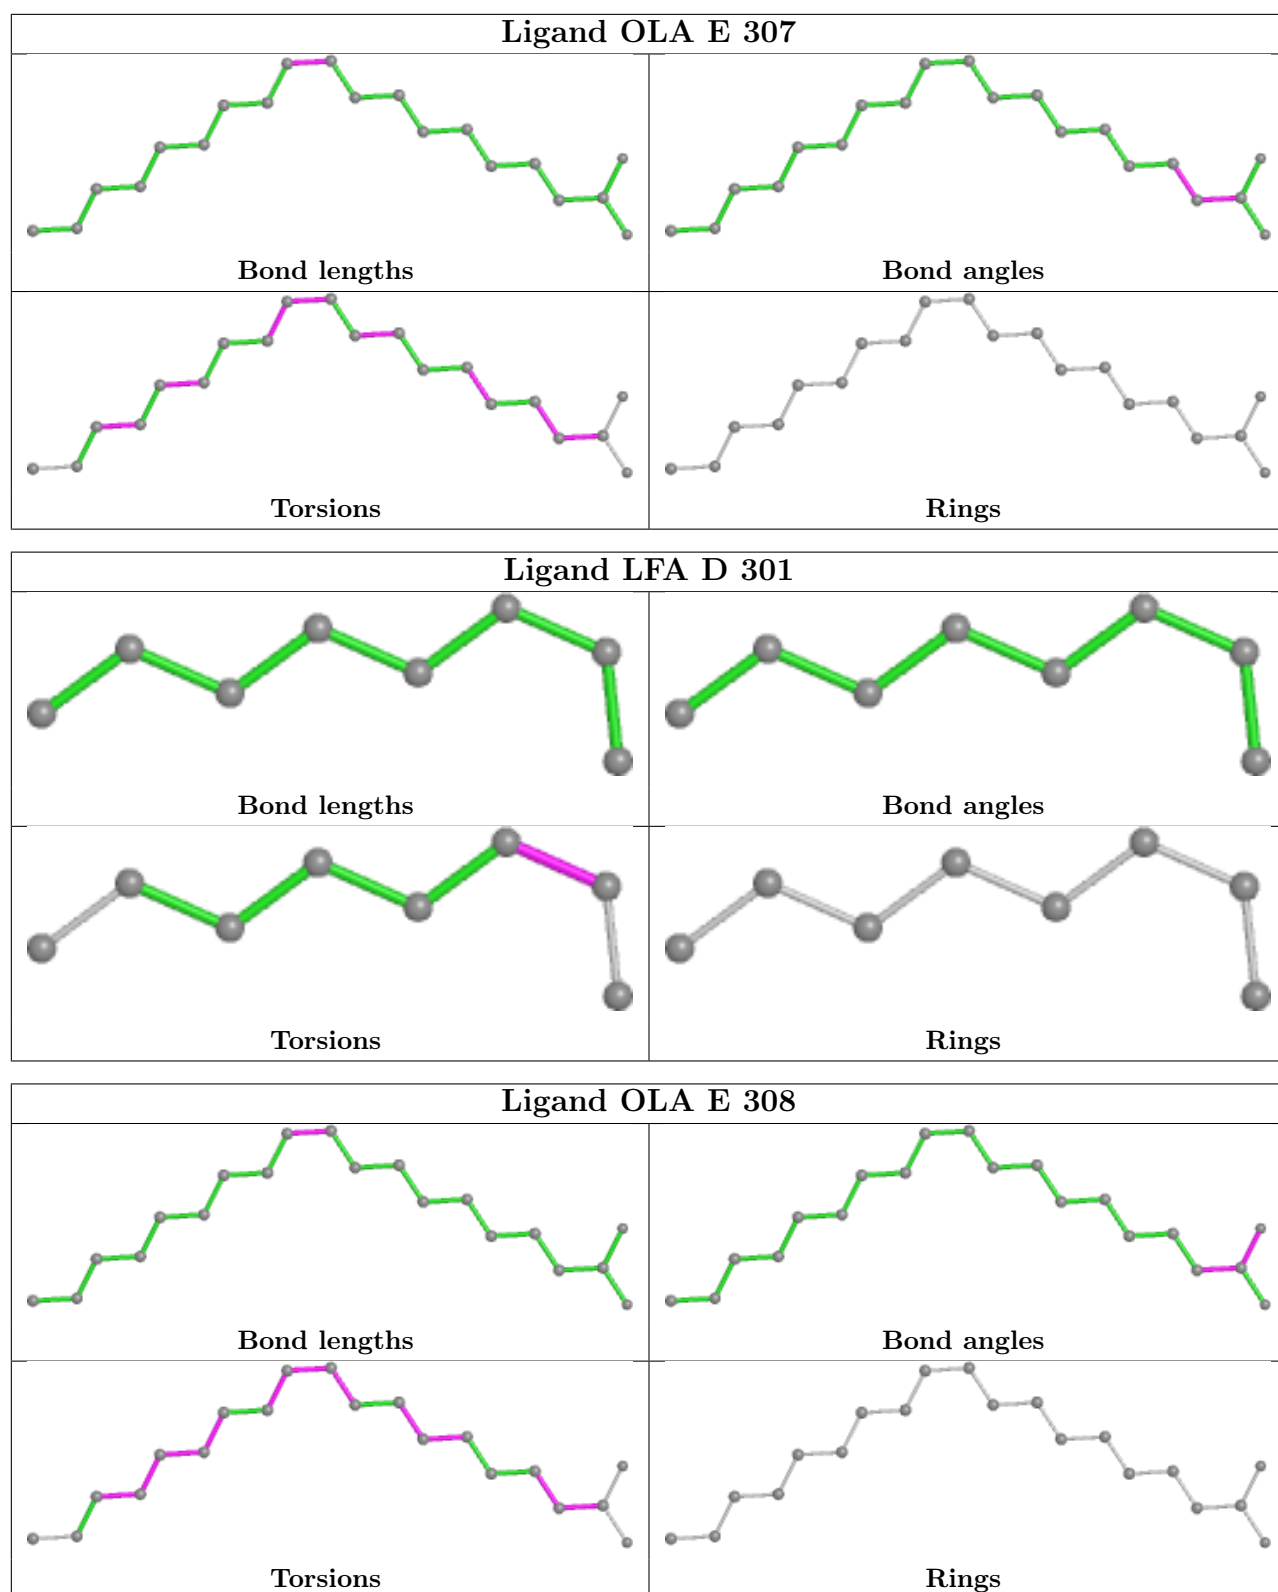 Ligand OLA E 307
Bond lengths
Bond angles
Torsions
Rings
Ligand LFA D 301
Bond lengths
Bond angles
Torsions
Rings
Ligand OLA E 308
Bond lengths
Bond angles
Torsions
Rings